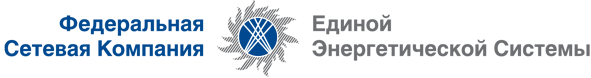 Федеральная
Сетевая Компания
Единой
Энергетической Системы